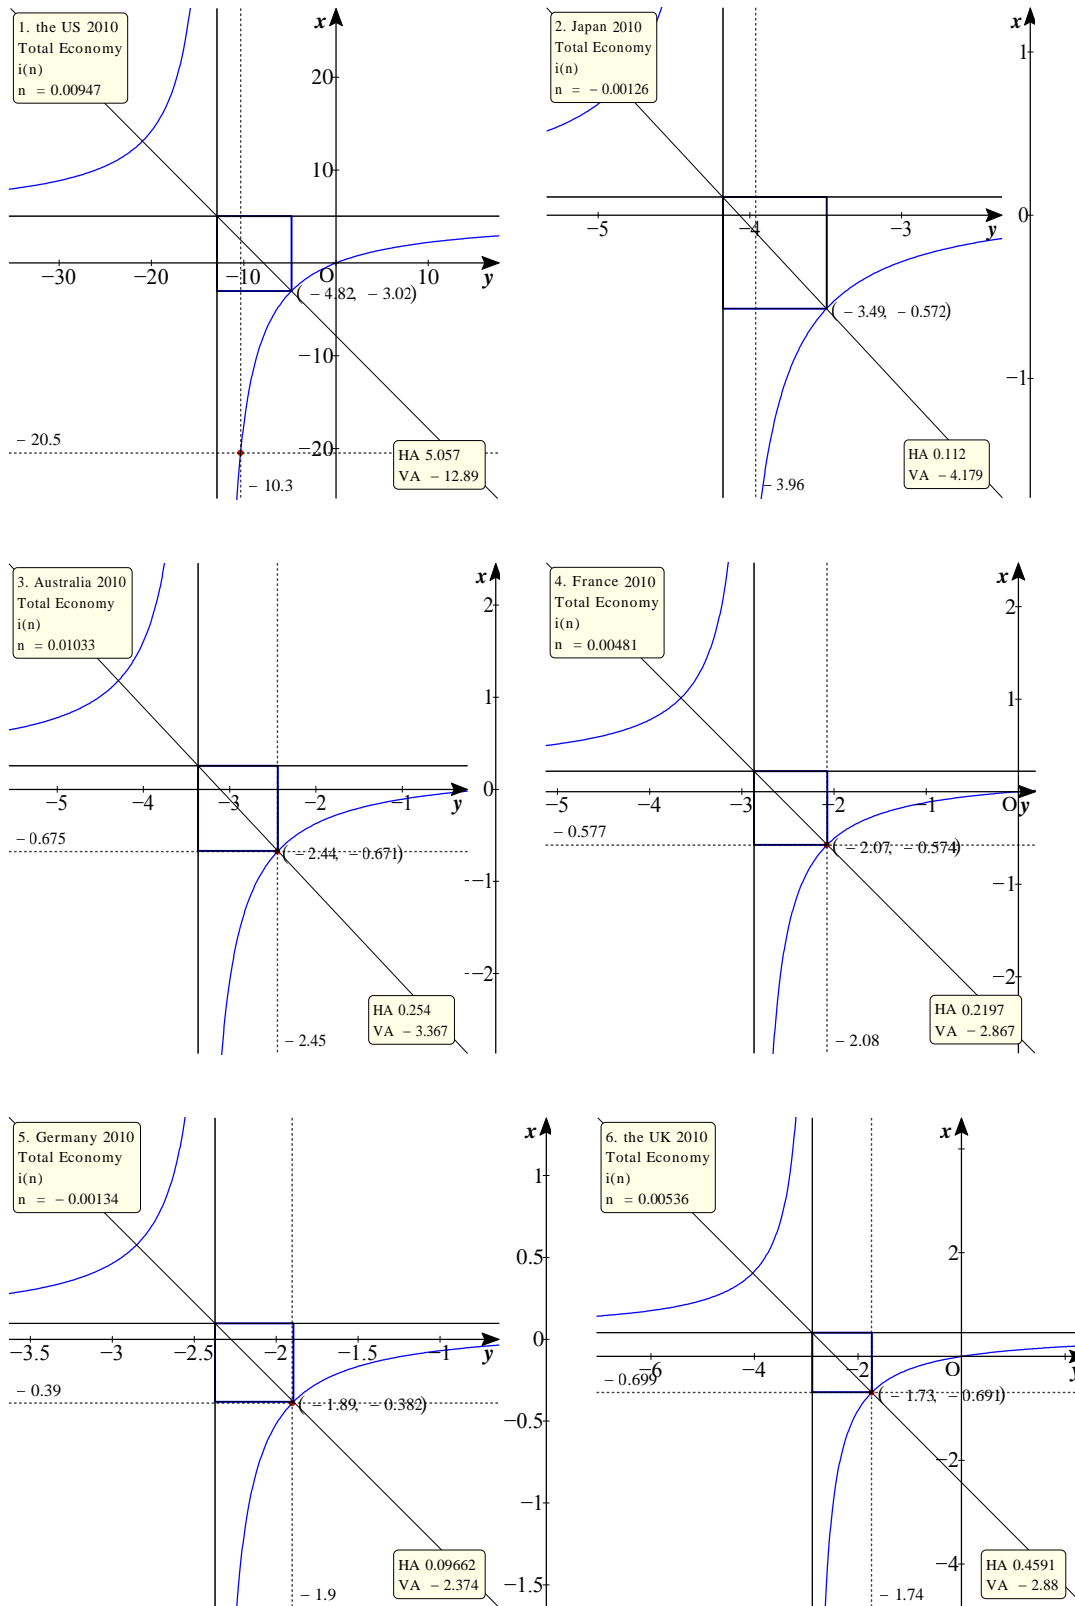 1. the US 2010
Total Economy
i(n)
n = 0.00947
x
20
10
−30
−20
−10
O
10
y
( − 4.82, − 3.02)
−10
− 20.5
−20
− 10.3
HA 5.057
VA − 12.89
2. Japan 2010
Total Economy
i(n)
n = − 0.00126
x
1
0
−5
−4
−3
y
( − 3.49, − 0.572)
−1
− 3.96
HA 0.112
VA − 4.179
3. Australia 2010
Total Economy
i(n)
n = 0.01033
x
2
1
0
−5
−4
−3
−2
−1
y
− 0.675
( − 2.44, − 0.671)
−1
−2
HA 0.254
VA − 3.367
− 2.45
4. France 2010
Total Economy
i(n)
n = 0.00481
x
2
1
−5
−4
−3
−2
−1
O
y
− 0.577
( − 2.07, − 0.574)
−1
−2
HA 0.2197
VA − 2.867
− 2.08
5. Germany 2010
Total Economy
i(n)
n = − 0.00134
x
1
0.5
0
−3.5
−3
−2.5
−2
−1.5
−1
y
− 0.39
( − 1.89, − 0.382)
−0.5
−1
HA 0.09662
VA − 2.374
−1.5
− 1.9
6. the UK 2010
Total Economy
i(n)
n = 0.00536
x
2
−6
−4
−2
O
y
− 0.699
( − 1.73, − 0.691)
−2
−4
HA 0.4591
VA − 2.88
− 1.74